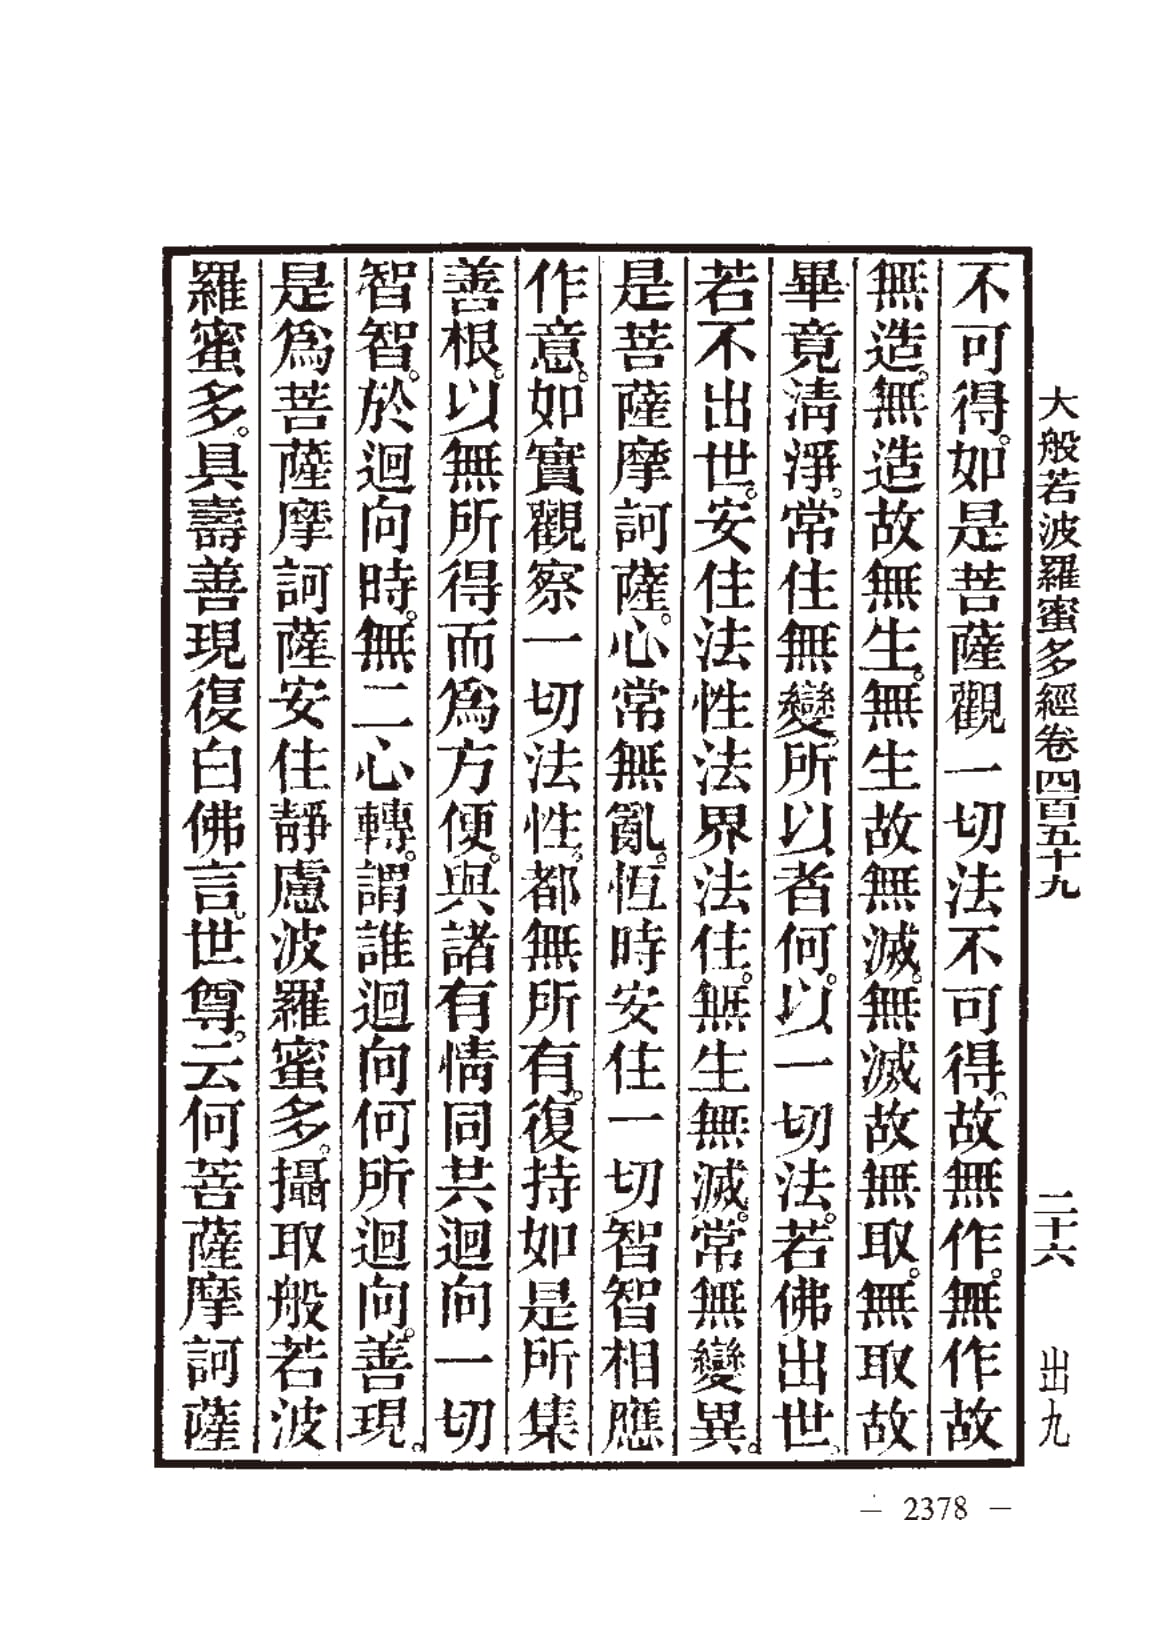 大般若波羅蜜多經卷四百五十九　二十六　出九
不可得。如是菩薩觀一切法不可得。故無作。無作故
無造。無造故無生。無生故無滅。無滅故無取。無取故
畢竟清淨。常住無變。所以者何。以一切法。若佛出世。
若不出世。安住法性法界法住。無生無滅。常無變異。
是菩薩摩訶薩。心常無亂。恆時安住一切智智相應
作意。如實觀察一切法性。都無所有。復持如是所集
善根。以無所得而爲方便。與諸有情同共迴向一切
智智。於迴向時。無二心轉。謂誰迴向何所迴向。善現。
是爲菩薩摩訶薩安住靜慮波羅蜜多。攝取般若波
羅蜜多。具壽善現復白佛言。世尊。云何菩薩摩訶薩
— 2378 —